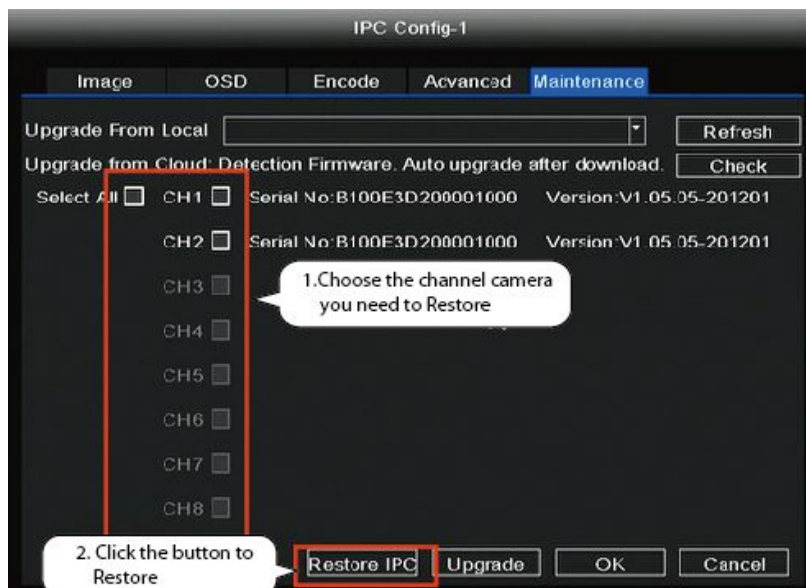 IPC Config-1
Image OSD Encode Advanced Maintenance
Upgrade From Local Refresh
Upgrade from Cloud: Detection Firmware. Auto upgrade after download. Check
Select All CH1 Serial No:B100E3D200001000 Version:V1.05.05-201201
CH2 Serial No:B100E3D200001000 Version:V1.05.05-201201
CH3
1.Choose the channel camera
you need to Restore
CH4
CH5
CH6
CH7
CH8
2. Click the button to
Restore
Restore IPC Upgrade OK Cancel